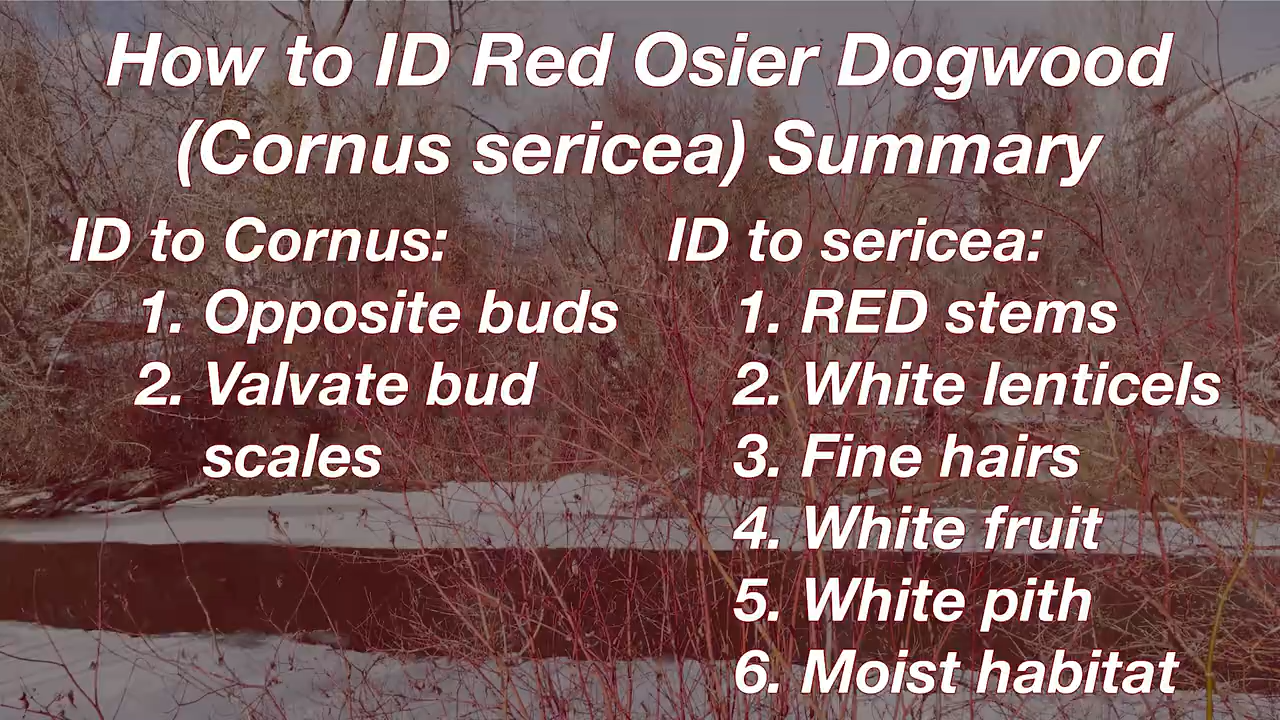 How to ID Red Osier Dogwood
(Cornus sericea) Summary
ID to Cornus:
1. Opposite buds
2. Valvate bud
scales
ID to sericea:
1. RED stems
2. White lenticels
3. Fine hairs
4. White fruit
5. White pith
6. Moist habitat